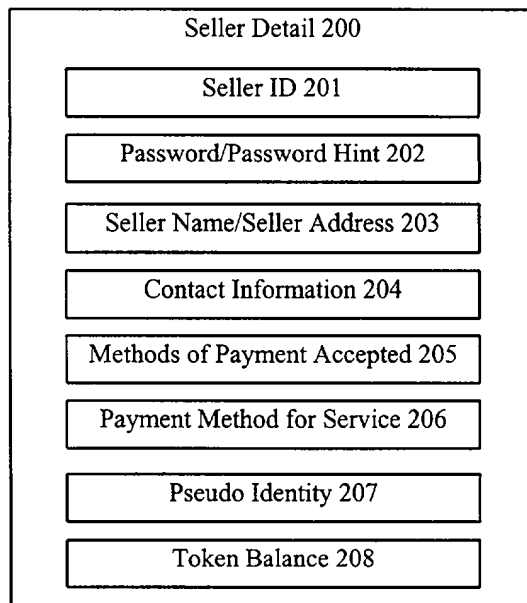 Seller Detail 200
Seller ID 201
Password/Password Hint 202
Seller Name/Seller Address 203
Contact Information 204
Methods of Payment Accepted 205
Payment Method for Service 206
Pseudo Identity 207
Token Balance 208